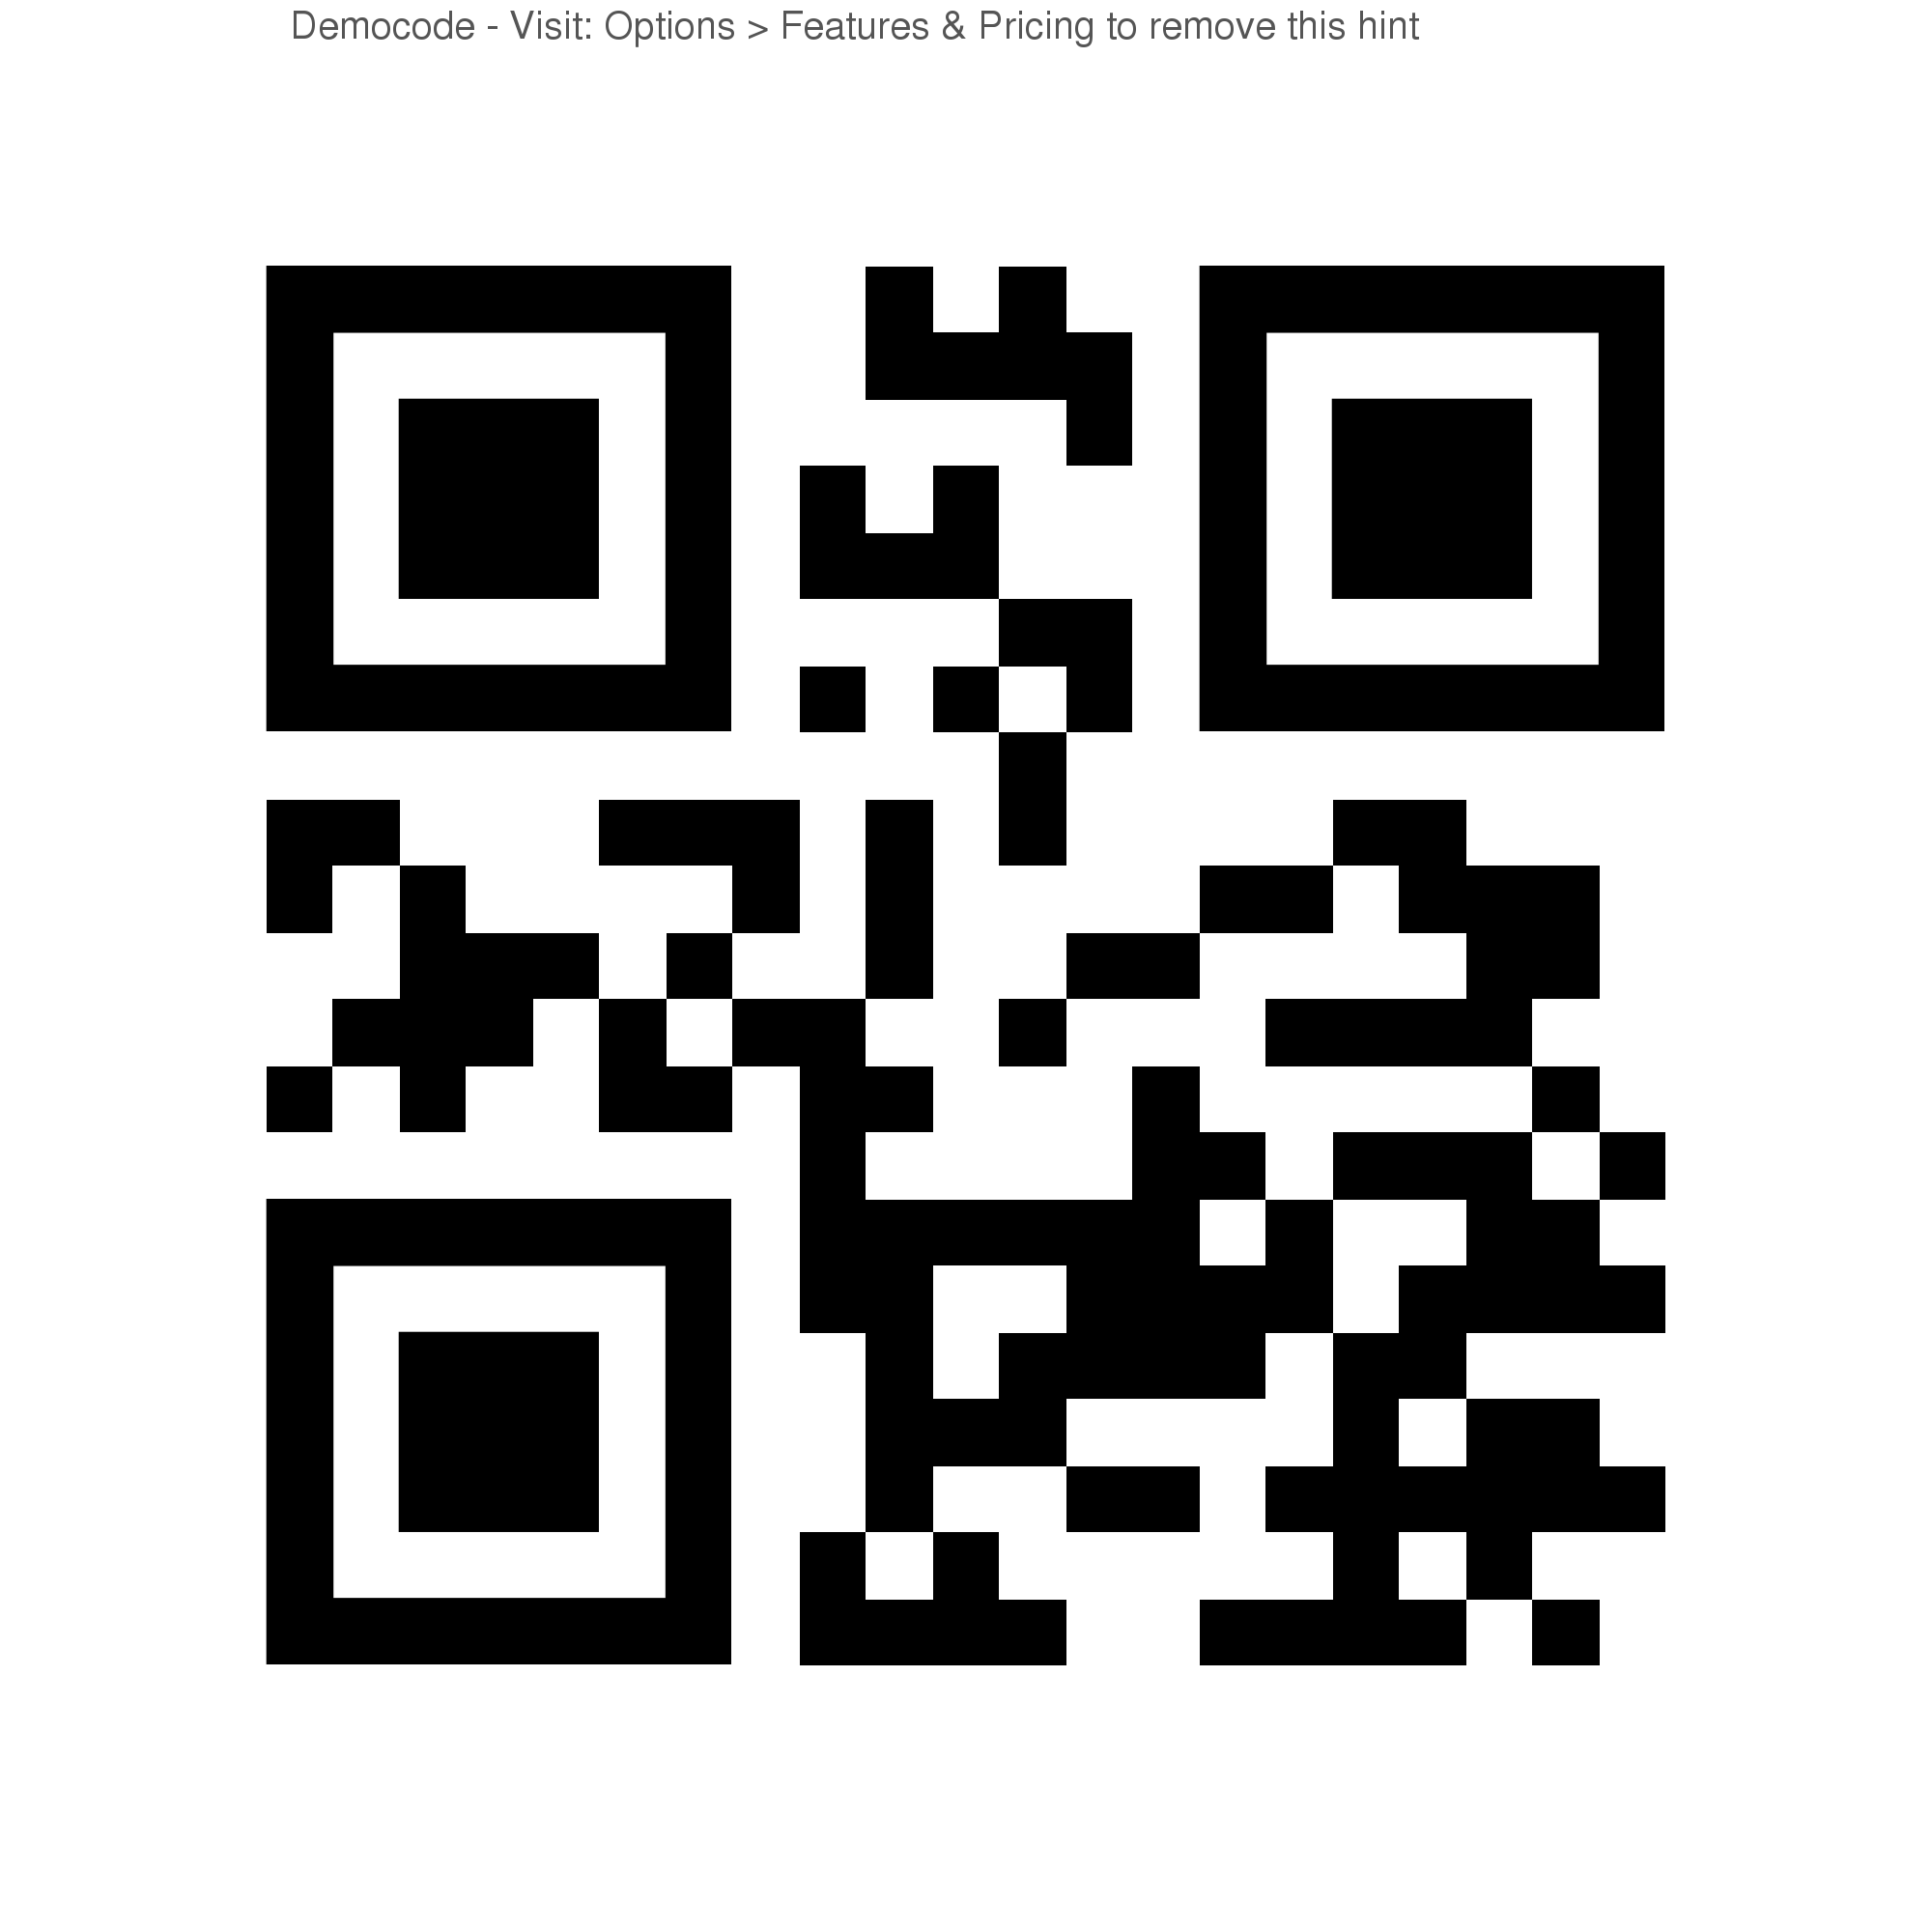 Democode - Visit: Options > Features & Pricing to remove this hint